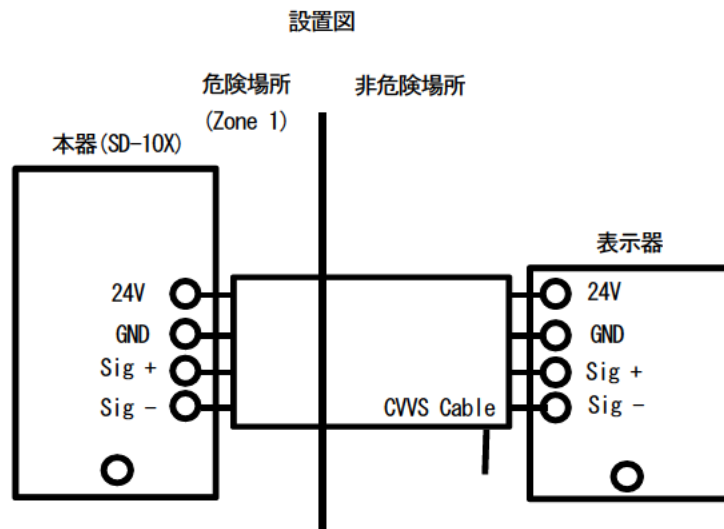 設置図
危険場所
(Zone 1)
非危険場所
本器(SD-10X)
表示器
24V
GND
Sig +
Sig −
CVVS Cable
24V
GND
Sig +
Sig −